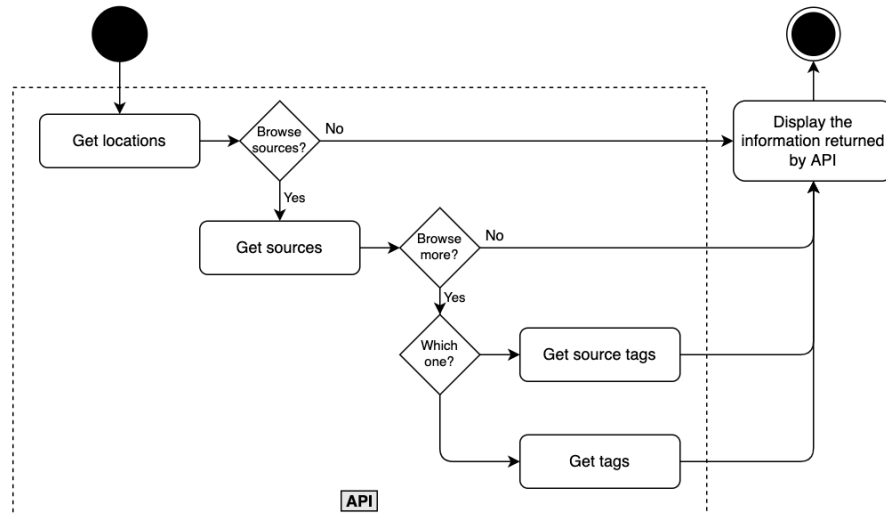 Get locations
Browse
sources?
No
Display the
information returned
by API
Yes
Get sources
Browse
more?
No
Yes
Which
one?
Get source tags
Get tags
API